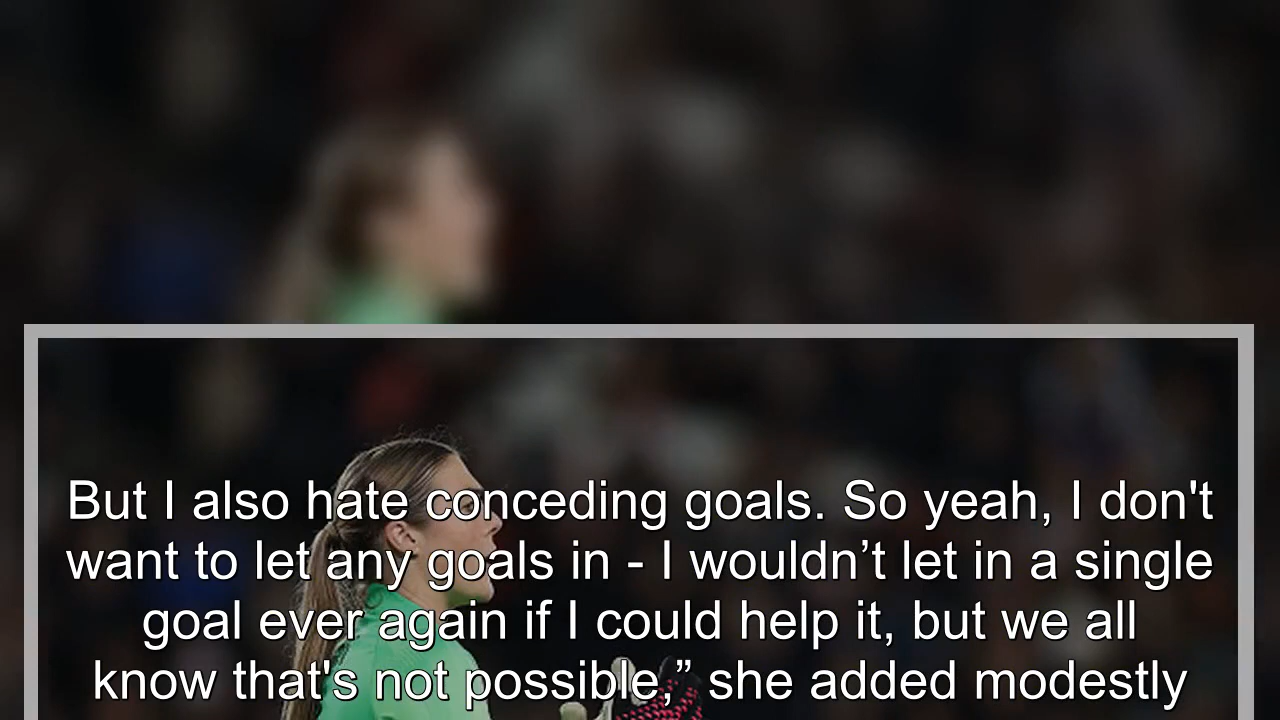 But I also hate conceding goals. So yeah, I don't
want to let any goals in - I wouldn’t let in a single
goal ever again if I could help it, but we all
know that's not possible,” she added modestly